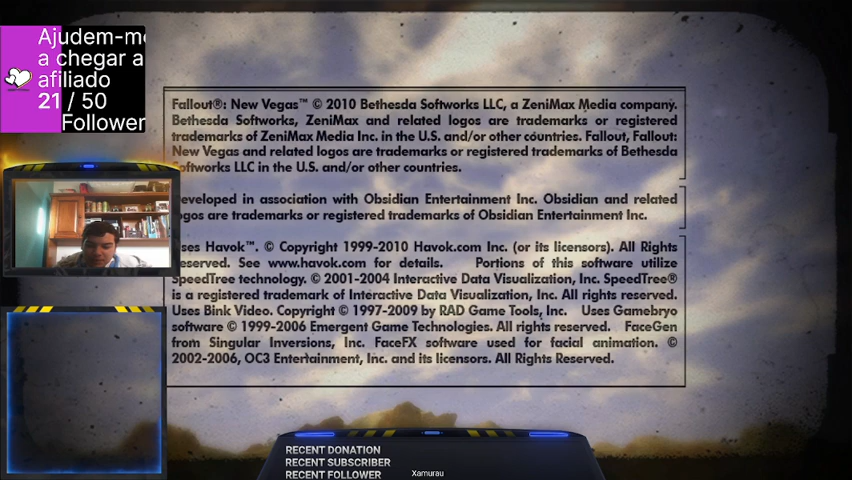 Ajudem-me
a chegar a
afiliado
21 / 50
Follower
Fallout®: New Vegas™ © 2010 Bethesda Softworks LLC, a ZeniMax Media company.
Bethesda Softworks, ZeniMax and related logos are trademarks or registered
trademarks of ZeniMax Media Inc. in the U.S. and/or other countries. Fallout, Fallout:
New Vegas and related logos are trademarks or registered trademarks of Bethesda
Softworks LLC in the U.S. and/or other countries.
eveloped in association with Obsidian Entertainment Inc. Obsidian and related
ogos are trademarks or registered trademarks of Obsidian Entertainment Inc.
ses Havok™. © Copyright 1999-2010 Havok.com Inc. (or its licensors). All Rights
eserved. See www.havok.com for details. Portions of this software utilize
SpeedTree technology. © 2001-2004 Interactive Data Visualization, Inc. SpeedTree®
is a registered trademark of Interactive Data Visualization, Inc. All rights reserved.
Uses Bink Video. Copyright © 1997-2009 by RAD Game Tools, Inc. Uses Gamebryo
software © 1999-2006 Emergent Game Technologies. All rights reserved. FaceGen
from Singular Inversions, Inc. FaceFX software used for facial animation. ©
2002-2006, OC3 Entertainment, Inc. and its licensors. All Rights Reserved.
RECENT DONATION
RECENT SUBSCRIBER
RECENT FOLLOWER Xamurau